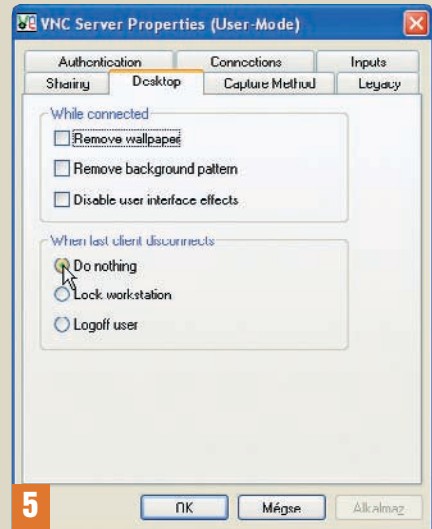 VNC Server Properties (User-Mode)
Authentication Connections Inputs
Sharing Desktop Capture Method Legacy
While connected
Remove wallpaper
Remove background pattern
Disable user interface effects
When last client disconnects
Do nothing
Lock workstation
Logoff user
5
OK Mégse Alkalmaz